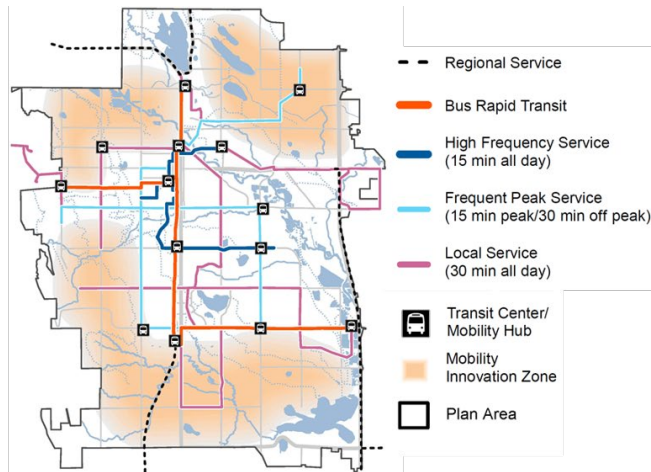 Regional Service
Bus Rapid Transit
High Frequency Service
(15 min all day)
Frequent Peak Service
(15 min peak/30 min off peak)
Local Service
(30 min all day)
Transit Center/
Mobility Hub
Mobility
Innovation Zone
Plan Area